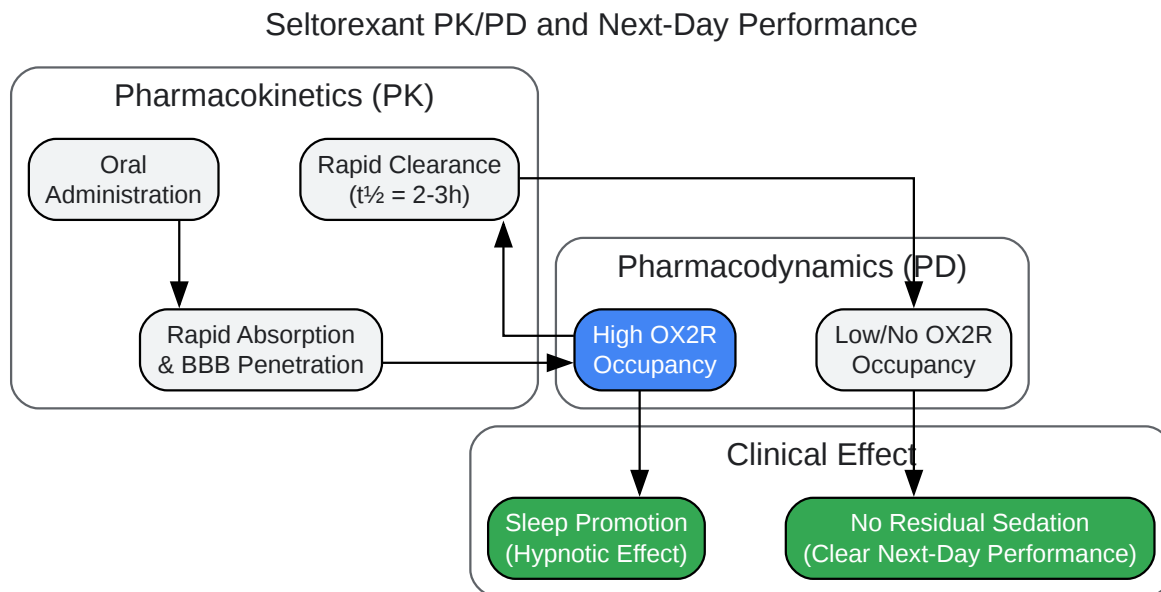 Seltorexant PK/PD and Next-Day Performance
Pharmacokinetics (PK)
Oral
Administration
Rapid Clearance
(t½ = 2-3h)
Rapid Absorption
& BBB Penetration
Pharmacodynamics (PD)
High OX2R
Occupancy
Low/No OX2R
Occupancy
Clinical Effect
Sleep Promotion
(Hypnotic Effect)
No Residual Sedation
(Clear Next-Day Performance)